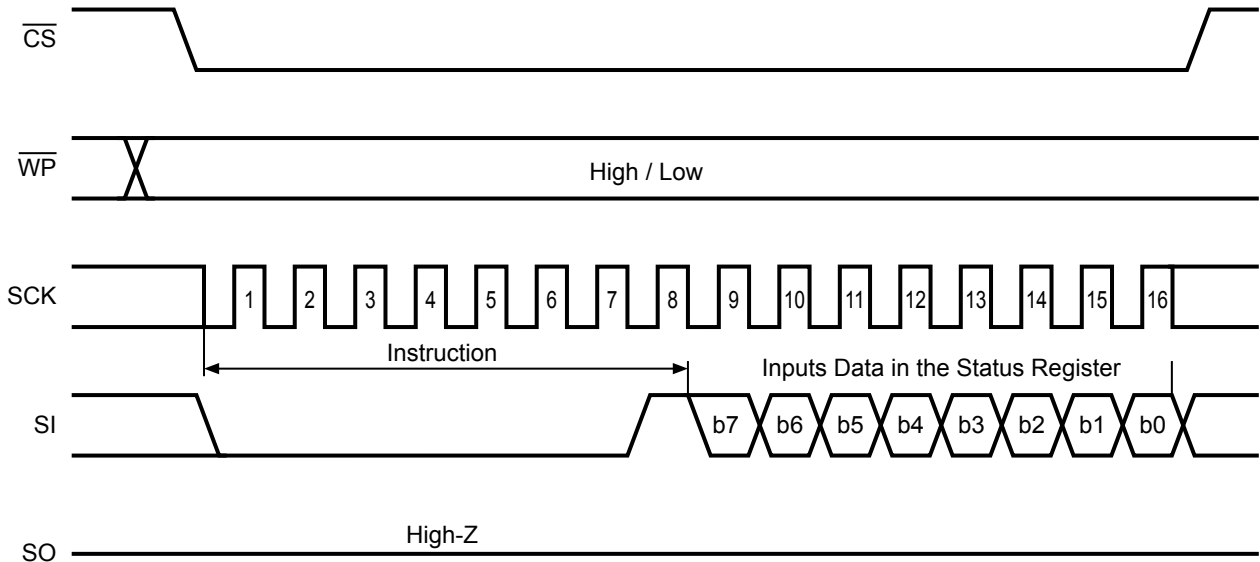 CS
WP
High / Low
SCK
1 2 3 4 5 6 7 8 9 10 11 12 13 14 15 16
Instruction
Inputs Data in the Status Register
SI
b7 b6 b5 b4 b3 b2 b1 b0
High-Z
SO